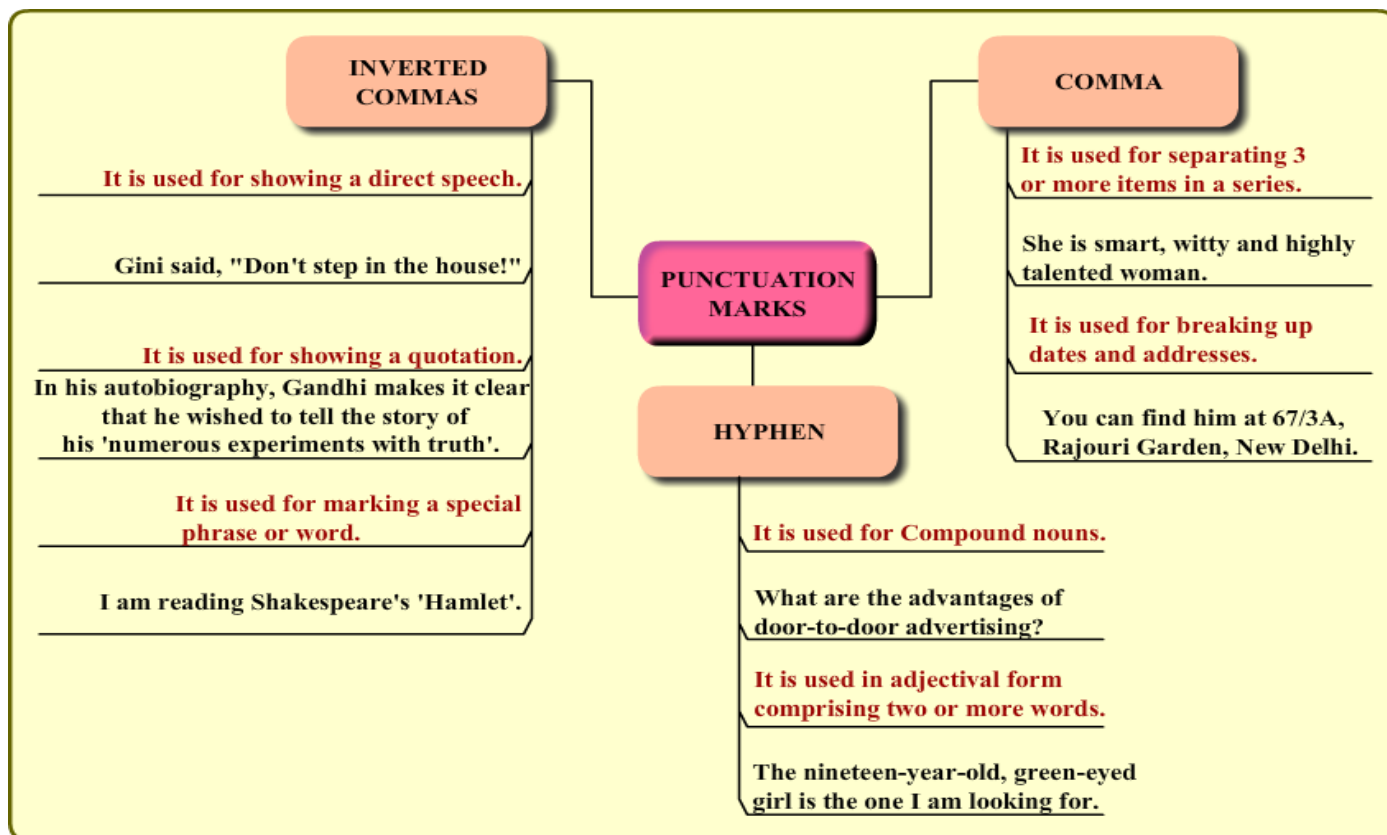 PUNCTUATION
MARKS
INVERTED
COMMAS
It is used for showing a direct speech.
Gini said, "Don't step in the house!"
It is used for showing a quotation.
In his autobiography, Gandhi makes it clear
that he wished to tell the story of
his 'numerous experiments with truth'.
It is used for marking a special
phrase or word.
I am reading Shakespeare's 'Hamlet'.
COMMA
It is used for separating 3
or more items in a series.
She is smart, witty and highly
talented woman.
It is used for breaking up
dates and addresses.
You can find him at 67/3A,
Rajouri Garden, New Delhi.
HYPHEN
It is used for Compound nouns.
What are the advantages of
door-to-door advertising?
It is used in adjectival form
comprising two or more words.
The nineteen-year-old, green-eyed
girl is the one I am looking for.